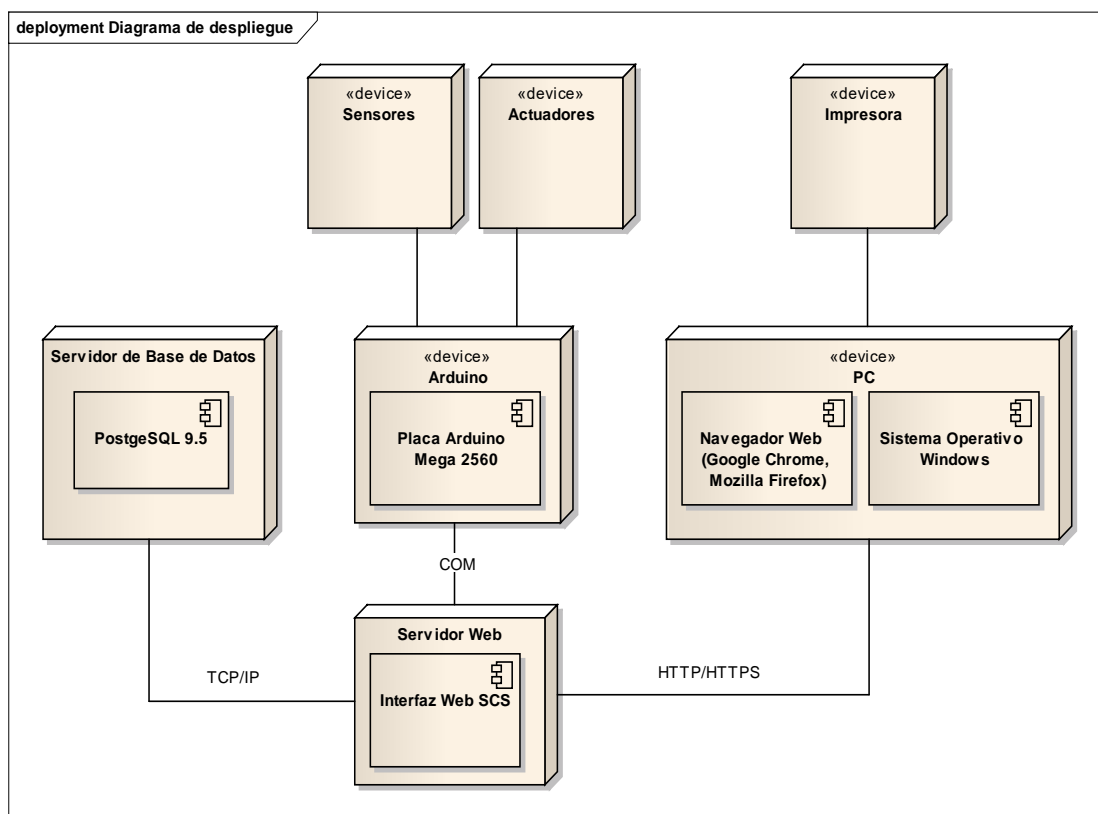 deployment Diagrama de despliegue
«device»
Sensores
«device»
Actuadores
«device»
Impresora
Servidor de Base de Datos
PostgeSQL 9.5
«device»
Arduino
Placa Arduino
Mega 2560
«device»
PC
Navegador Web
(Google Chrome,
Mozilla Firefox)
Sistema Operativo
Windows
COM
Servidor Web
Interfaz Web SCS
TCP/IP
HTTP/HTTPS